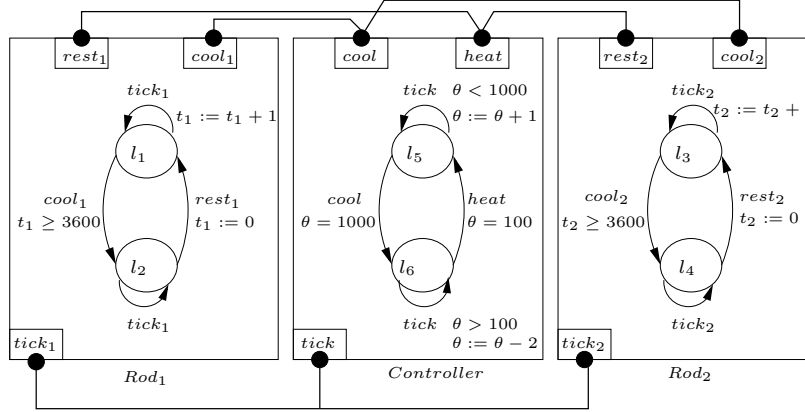 rest₁ cool₁ cool heat rest₂ cool₂
tick₁
t₁ := t₁ + 1
l₁
cool₁
t₁ ≥ 3600
rest₁
t₁ := 0
l₂
tick₁
tick₁
Rod₁
tick θ < 1000
θ := θ + 1
l₅
cool
θ = 1000
heat
θ = 100
l₆
tick θ > 100
θ := θ − 2
tick
Controller
tick₂
t₂ := t₂ +
l₃
cool₂
t₂ ≥ 3600
rest₂
t₂ := 0
l₄
tick₂
tick₂
Rod₂